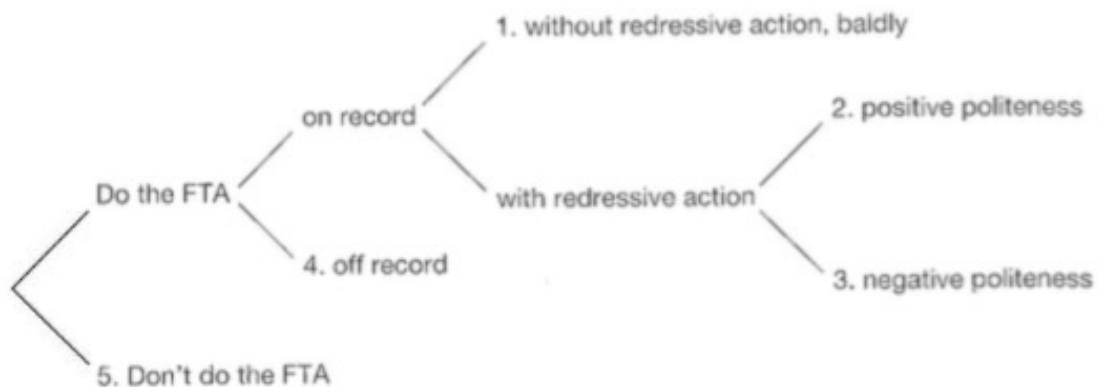 1. without redressive action, baldly
on record
2. positive politeness
Do the FTA
with redressive action
4. off record
3. negative politeness
5. Don't do the FTA